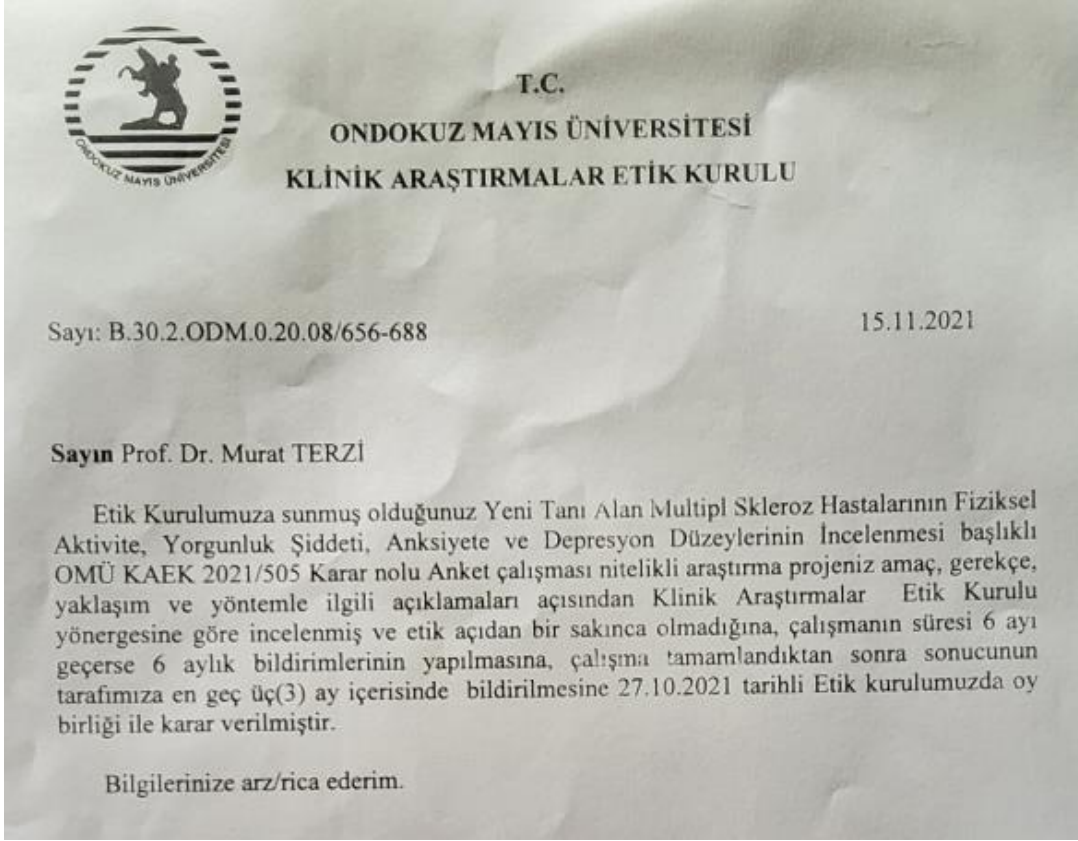 T.C.
ONDOKUZ MAYIS ÜNİVERSİTESİ
KLİNİK ARAŞTIRMALAR ETİK KURULU
ONDOKUZ MAYIS ÜNİVERSİTESİ
Sayı: B.30.2.ODM.0.20.08/656-688
15.11.2021
Sayın Prof. Dr. Murat TERZİ
Etik Kurulumuza sunmuş olduğunuz Yeni Tanı Alan Multipl Skleroz Hastalarının Fiziksel
Aktivite, Yorgunluk Şiddeti, Anksiyete ve Depresyon Düzeylerinin İncelenmesi başlıklı
OMÜ KAEK 2021/505 Karar nolu Anket çalışması nitelikli araştırma projeniz amaç, gerekçe,
yaklaşım ve yöntemle ilgili açıklamaları açısından Klinik Araştırmalar Etik Kurulu
yönergesine göre incelenmiş ve etik açıdan bir sakınca olmadığına, çalışmanın süresi 6 ayı
geçerse 6 aylık bildirimlerinin yapılmasına, çalışma tamamlandıktan sonra sonucunun
tarafımıza en geç üç(3) ay içerisinde bildirilmesine 27.10.2021 tarihli Etik kurulumuzda oy
birliği ile karar verilmiştir.
Bilgilerinize arz/rica ederim.